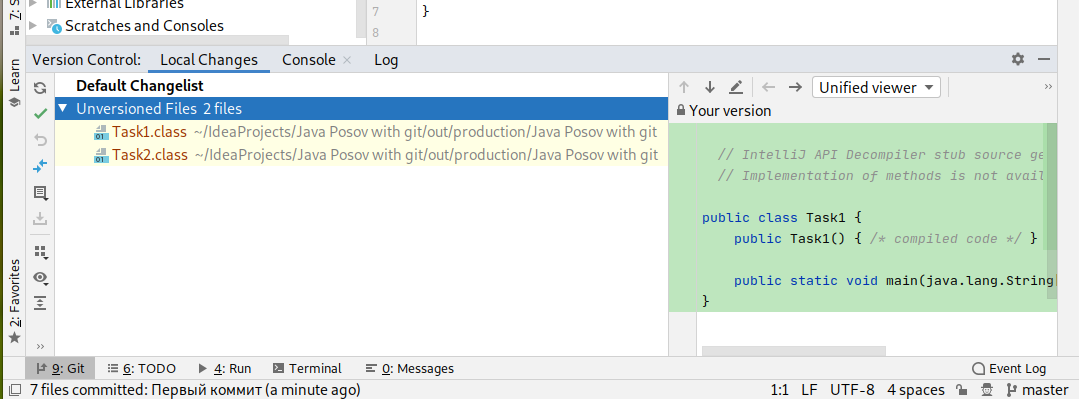 External Libraries
Scratches and Consoles
7
}
8
Z: S
Learn
2: Favorites
Version Control: Local Changes Console × Log
Default Changelist
Unversioned Files 2 files
Task1.class ~/IdeaProjects/Java Posov with git/out/production/Java Posov with git
Task2.class ~/IdeaProjects/Java Posov with git/out/production/Java Posov with git
Unified viewer
Your version
// IntelliJ API Decompiler stub source ge
// Implementation of methods is not avail
public class Task1 {
public Task1() { /* compiled code */ }
public static void main(java.lang.String[
}
9: Git 6: TODO 4: Run Terminal 0: Messages Event Log
7 files committed: Первый коммит (a minute ago) 1:1 LF UTF-8 4 spaces master